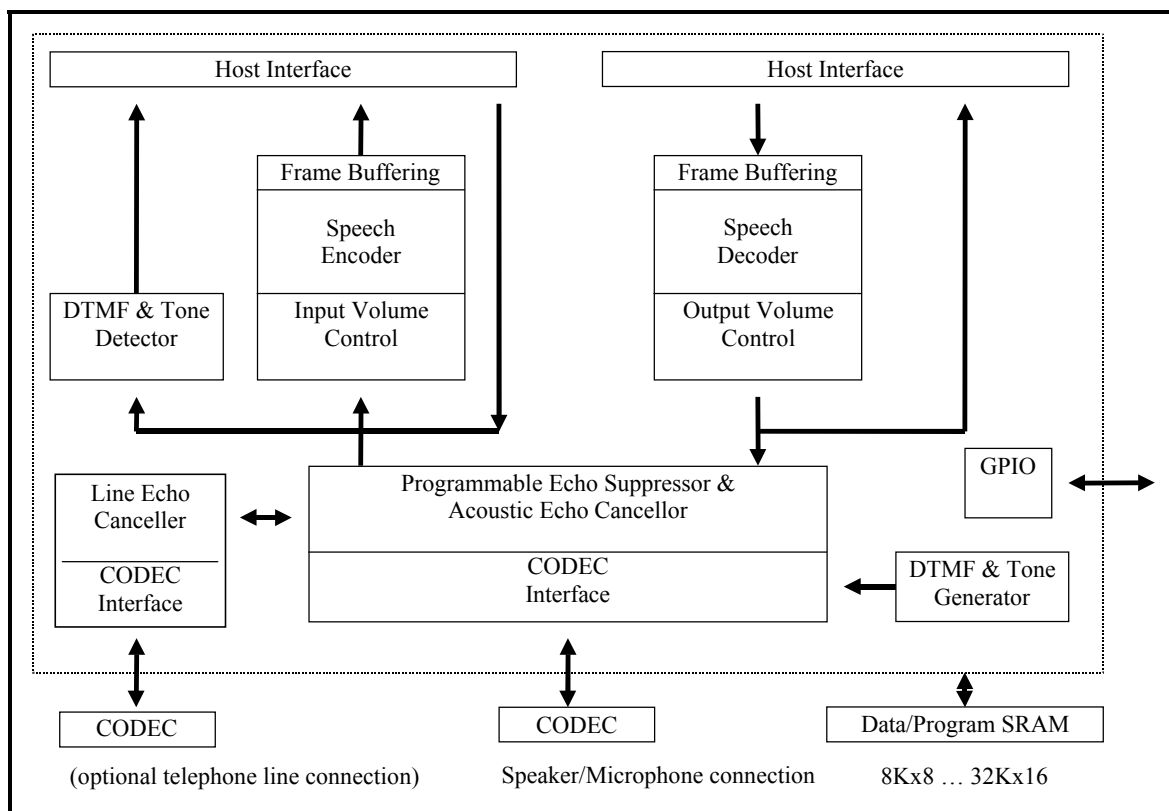 Host Interface
Host Interface
Frame Buffering
Speech
Encoder
Input Volume
Control
Frame Buffering
Speech
Decoder
Output Volume
Control
DTMF & Tone
Detector
Line Echo
Canceller
CODEC
Interface
Programmable Echo Suppressor &
Acoustic Echo Cancellor
CODEC
Interface
GPIO
DTMF & Tone
Generator
CODEC
(optional telephone line connection)
CODEC
Speaker/Microphone connection
Data/Program SRAM
8Kx8 … 32Kx16